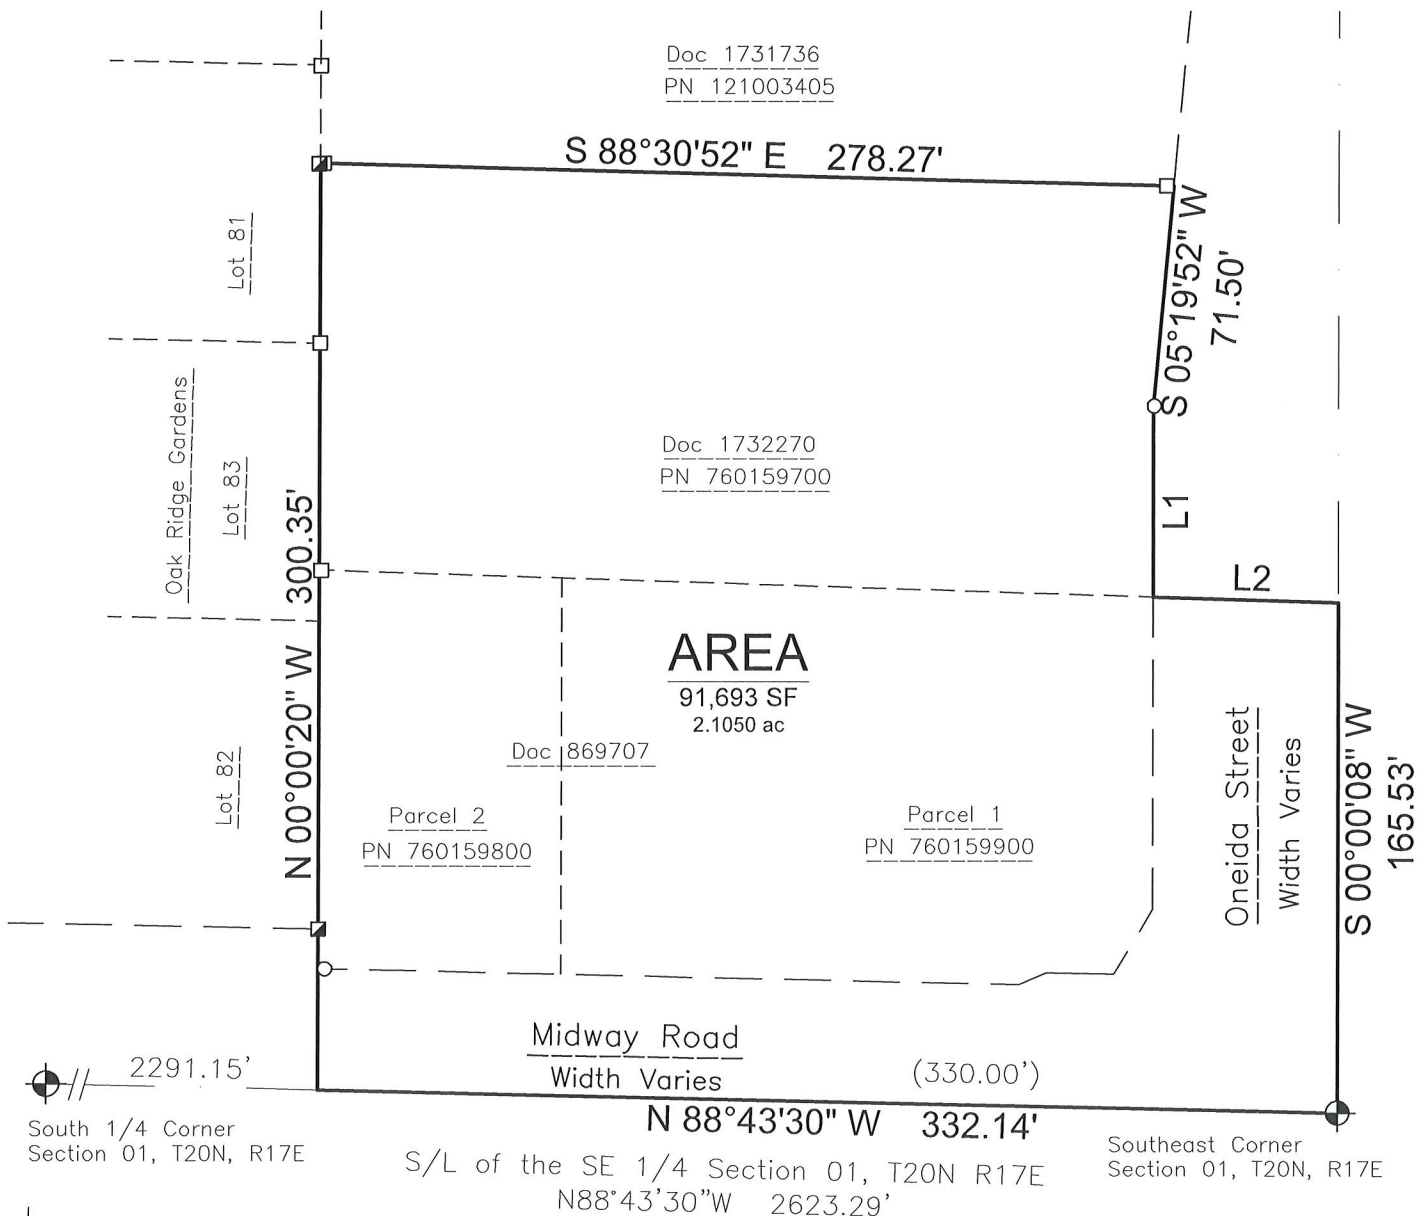 Doc 1731736
PN 121003405
S 88°30'52" E 278.27'
S 05°19'52" W
71.50'
Lot 81
Oak Ridge Gardens
Lot 83
300.35'
Doc 1732270
PN 760159700
L1
L2
AREA
91,693 SF
2.1050 ac
N 00°00'20" W
Lot 82
Doc 869707
Parcel 2
PN 760159800
Parcel 1
PN 760159900
Oneida Street
Width Varies
S 00°00'08" W
165.53'
Midway Road
Width Varies
(330.00')
2291.15'
N 88°43'30" W 332.14'
South 1/4 Corner
Section 01, T20N, R17E
Southeast Corner
Section 01, T20N, R17E
S/L of the SE 1/4 Section 01, T20N R17E
N88°43'30"W 2623.29'